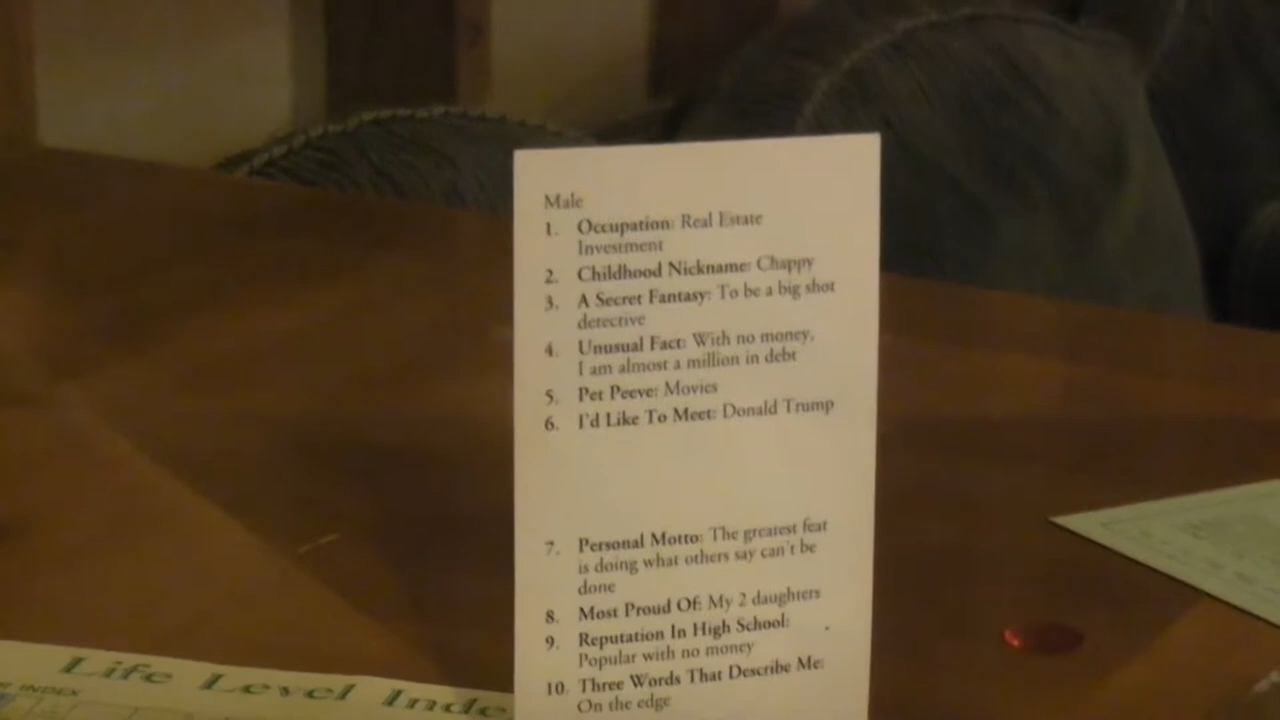 Male
1. Occupation: Real Estate
Investment
2. Childhood Nickname: Chappy
3. A Secret Fantasy: To be a big shot
detective
4. Unusual Fact: With no money,
I am almost a million in debt
5. Pet Peeve: Movies
6. I'd Like To Meet: Donald Trump
7. Personal Motto: The greatest feat
is doing what others say can't be
done
8. Most Proud Of: My 2 daughters
9. Reputation In High School:
Popular with no money
10. Three Words That Describe Me:
On the edge
Life Level Inde
INDEX